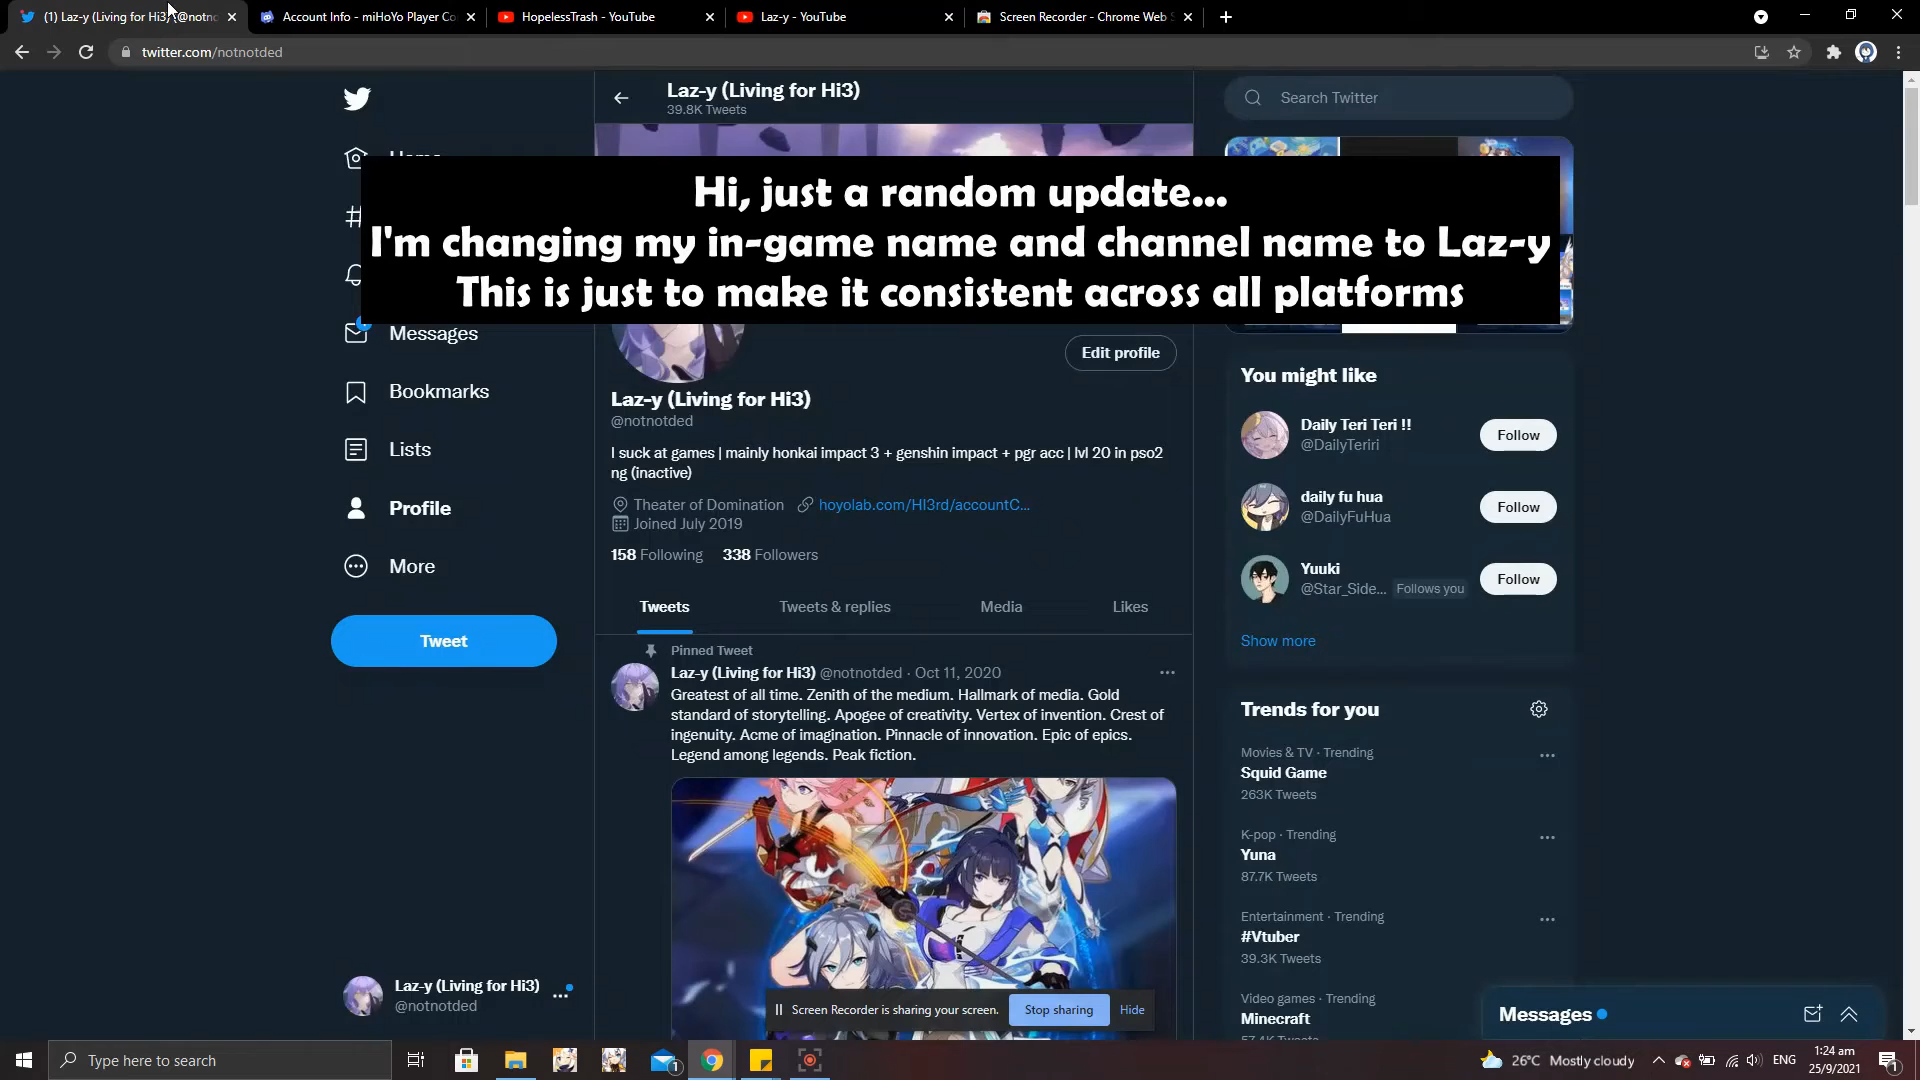 (1) Laz-y (Living for Hi3) (@notno
Account Info - miHoYo Player Co
HopelessTrash - YouTube
Laz-y - YouTube
Screen Recorder - Chrome Web S
twitter.com/notnotded
Laz-y (Living for Hi3)
39.8K Tweets
Search Twitter
Hi, just a random update...
I'm changing my in-game name and channel name to Laz-y
This is just to make it consistent across all platforms
Messages
Bookmarks
Lists
Profile
More
Tweet
Edit profile
Laz-y (Living for Hi3)
@notnotded
I suck at games | mainly honkai impact 3 + genshin impact + pgr acc | lvl 20 in pso2
ng (inactive)
Theater of Domination hoyolab.com/HI3rd/accountC...
Joined July 2019
158 Following 338 Followers
Tweets Tweets & replies Media Likes
Pinned Tweet
Laz-y (Living for Hi3) @notnotded · Oct 11, 2020
Greatest of all time. Zenith of the medium. Hallmark of media. Gold
standard of storytelling. Apogee of creativity. Vertex of invention. Crest of
ingenuity. Acme of imagination. Pinnacle of innovation. Epic of epics.
Legend among legends. Peak fiction.
You might like
Daily Teri Teri !!
@DailyTeriri
Follow
daily fu hua
@DailyFuHua
Follow
Yuuki
@Star_Side... Follows you
Follow
Show more
Trends for you
Movies & TV · Trending
Squid Game
263K Tweets
K-pop · Trending
Yuna
87.7K Tweets
Entertainment · Trending
#Vtuber
39.3K Tweets
Video games · Trending
Minecraft
57.4K Tweets
Laz-y (Living for Hi3)
@notnotded
Screen Recorder is sharing your screen. Stop sharing Hide
Messages
Type here to search
1
26°C Mostly cloudy
ENG
1:24 am
25/9/2021
1